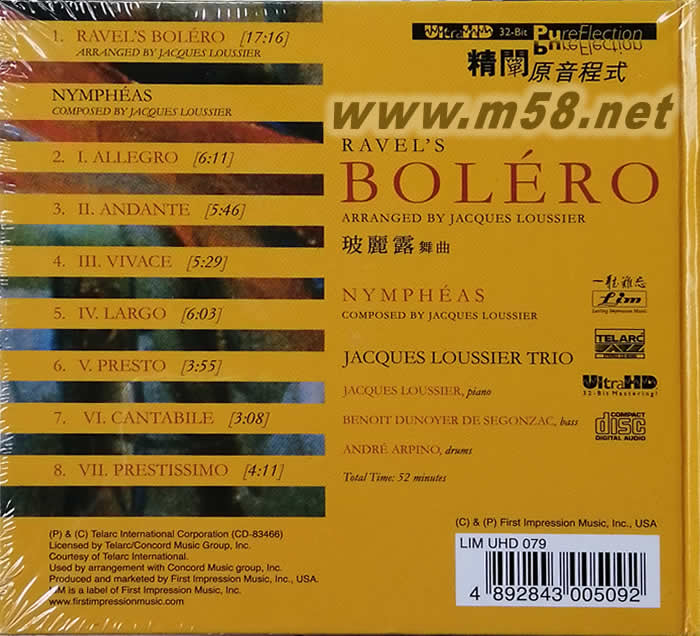 1. RAVEL'S BOLÉRO [17:16]
ARRANGED BY JACQUES LOUSSIER
NYMPHÉAS
COMPOSED BY JACQUES LOUSSIER
2. I. ALLEGRO [6:11]
3. II. ANDANTE [5:46]
4. III. VIVACE [5:29]
5. IV. LARGO [6:03]
6. V. PRESTO [3:55]
7. VI. CANTABILE [3:08]
8. VII. PRESTISSIMO [4:11]
UltraHD 32-Bit PureFlection
PureFlection
精闡原音程式
www.m58.net
RAVEL'S
BOLÉRO
ARRANGED BY JACQUES LOUSSIER
玻麗露舞曲
NYMPHÉAS
COMPOSED BY JACQUES LOUSSIER
JACQUES LOUSSIER TRIO
JACQUES LOUSSIER, piano
BENOIT DUNOYER DE SEGONZAC, bass
ANDRÉ ARPINO, drums
Total Time: 52 minutes
一聽難忘
Lim
Lasting Impression Music
TELARC
UltraHD
32-Bit Mastering!
COMPACT
disc
DIGITAL AUDIO
(P) & (C) Telarc International Corporation (CD-83466)
Licensed by Telarc/Concord Music Group, Inc.
Courtesy of Telarc International.
Used by arrangement with Concord Music group, Inc.
Produced and marketed by First Impression Music, Inc., USA.
LIM is a label of First Impression Music, Inc.
www.firstimpressionmusic.com
(C) & (P) First Impression Music, Inc., USA
LIM UHD 079
4 892843 005092